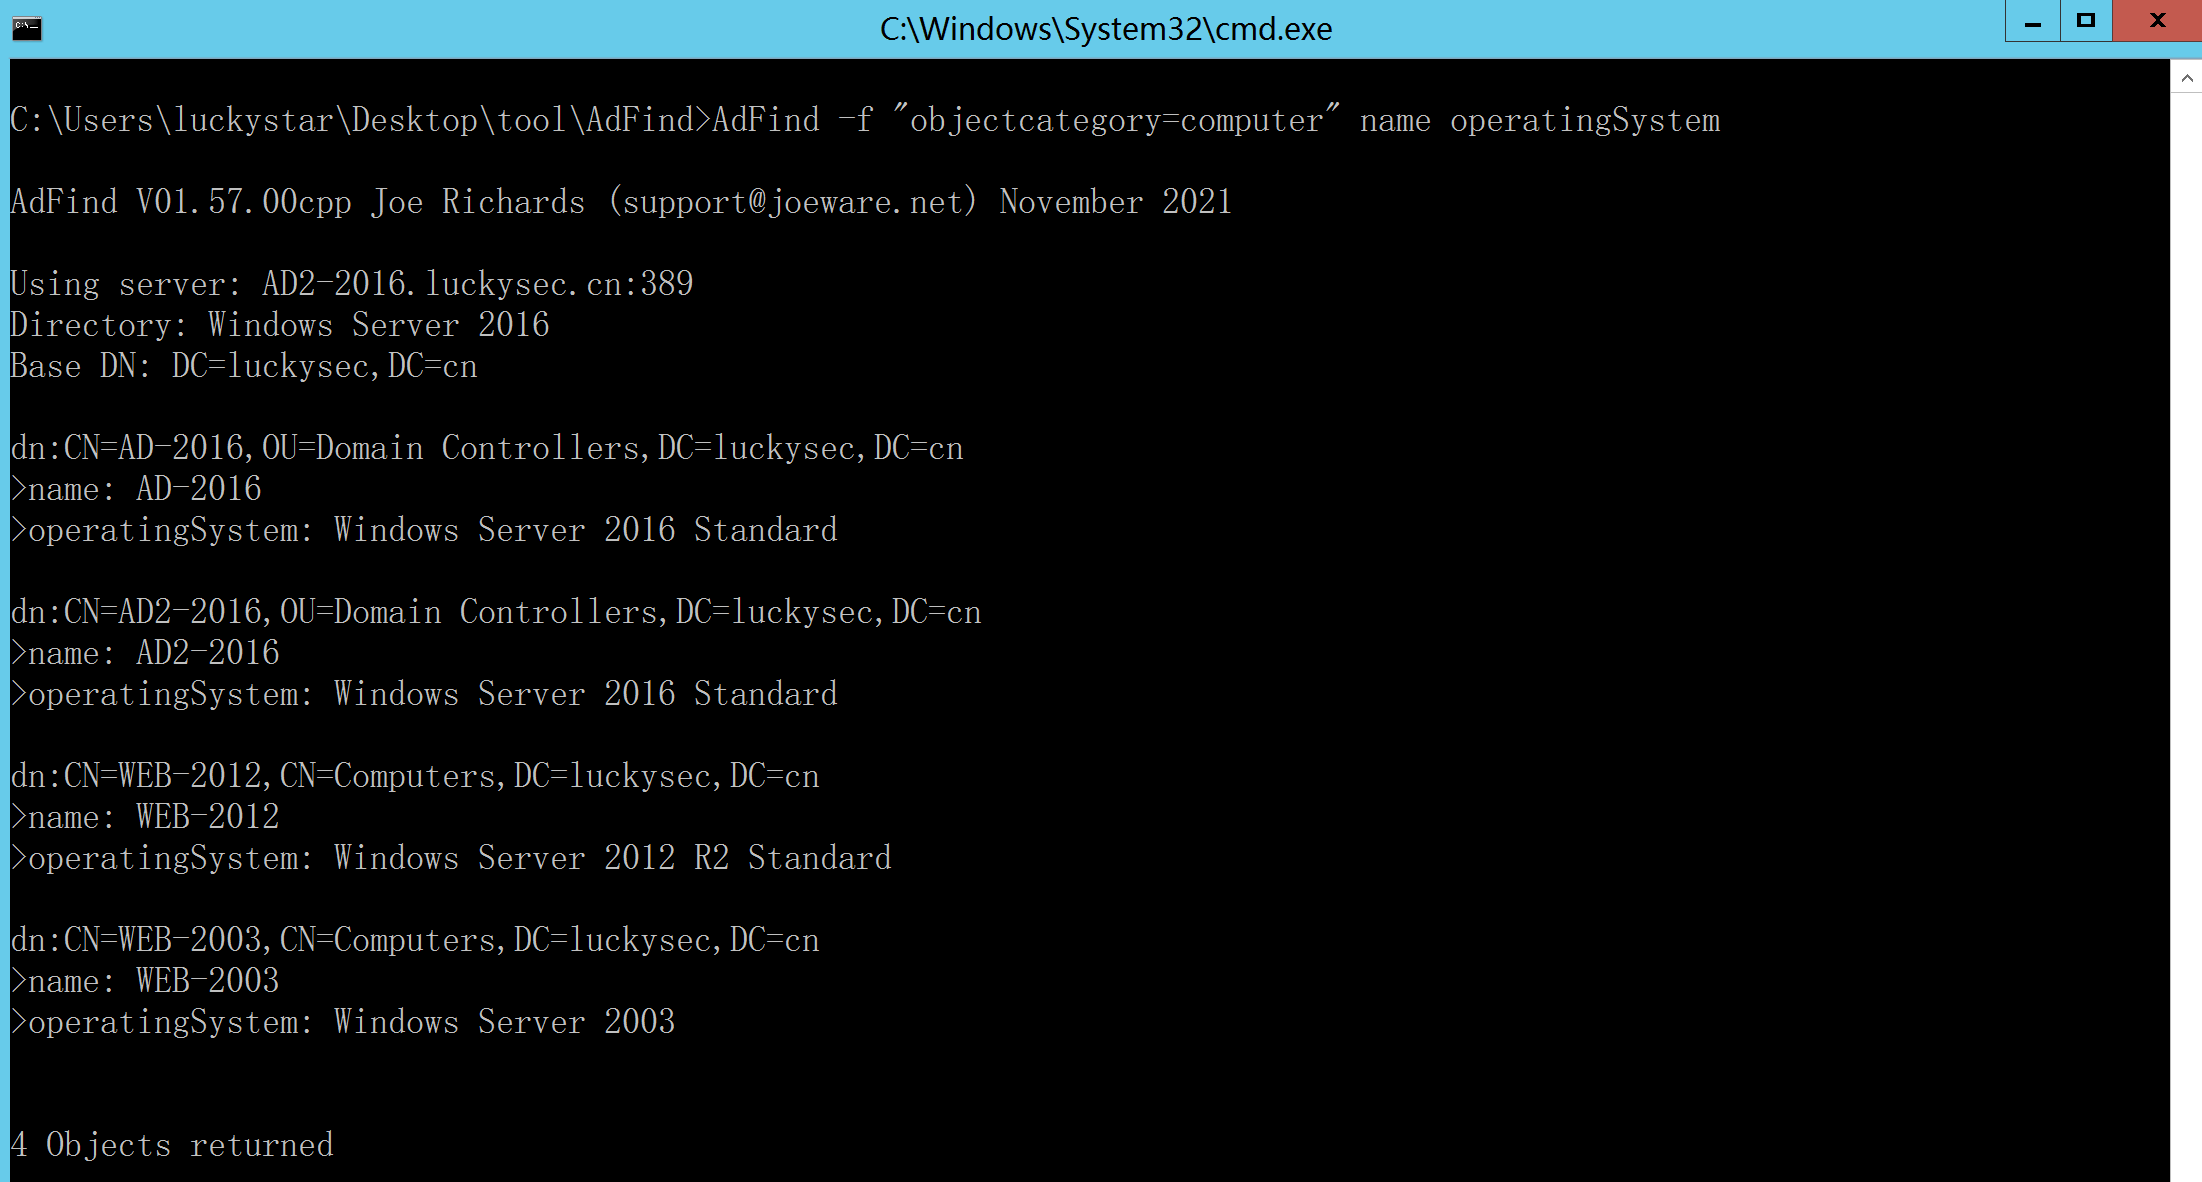 C:\Windows\System32\cmd.exe
C:\Users\luckystar\Desktop\tool\AdFind>AdFind -f "objectcategory=computer" name operatingSystem
AdFind V01.57.00cpp Joe Richards (support@joeware.net) November 2021
Using server: AD2-2016.luckysec.cn:389
Directory: Windows Server 2016
Base DN: DC=luckysec,DC=cn
dn:CN=AD-2016,OU=Domain Controllers,DC=luckysec,DC=cn
>name: AD-2016
>operatingSystem: Windows Server 2016 Standard
dn:CN=AD2-2016,OU=Domain Controllers,DC=luckysec,DC=cn
>name: AD2-2016
>operatingSystem: Windows Server 2016 Standard
dn:CN=WEB-2012,CN=Computers,DC=luckysec,DC=cn
>name: WEB-2012
>operatingSystem: Windows Server 2012 R2 Standard
dn:CN=WEB-2003,CN=Computers,DC=luckysec,DC=cn
>name: WEB-2003
>operatingSystem: Windows Server 2003
4 Objects returned